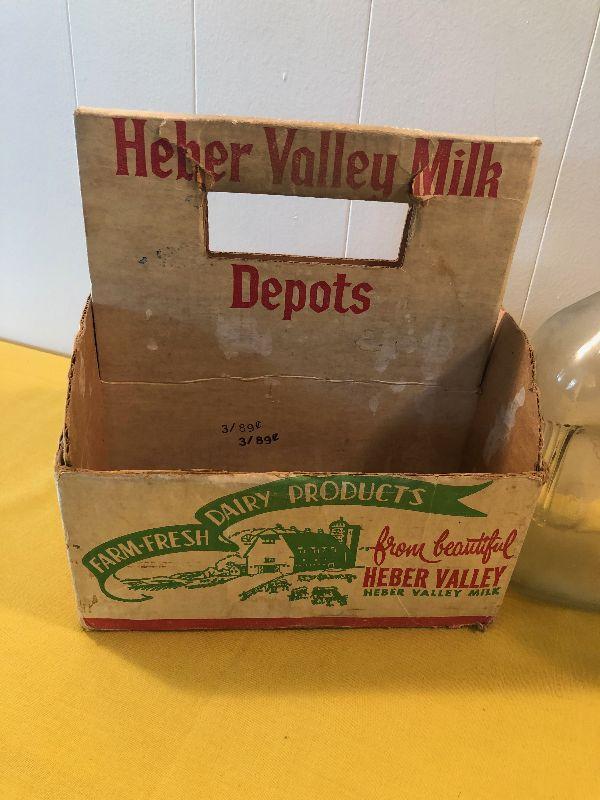 Heber Valley Milk
Depots
3/89¢
3/89¢
FARM-FRESH DAIRY PRODUCTS
from beautiful
HEBER VALLEY
HEBER VALLEY MILK